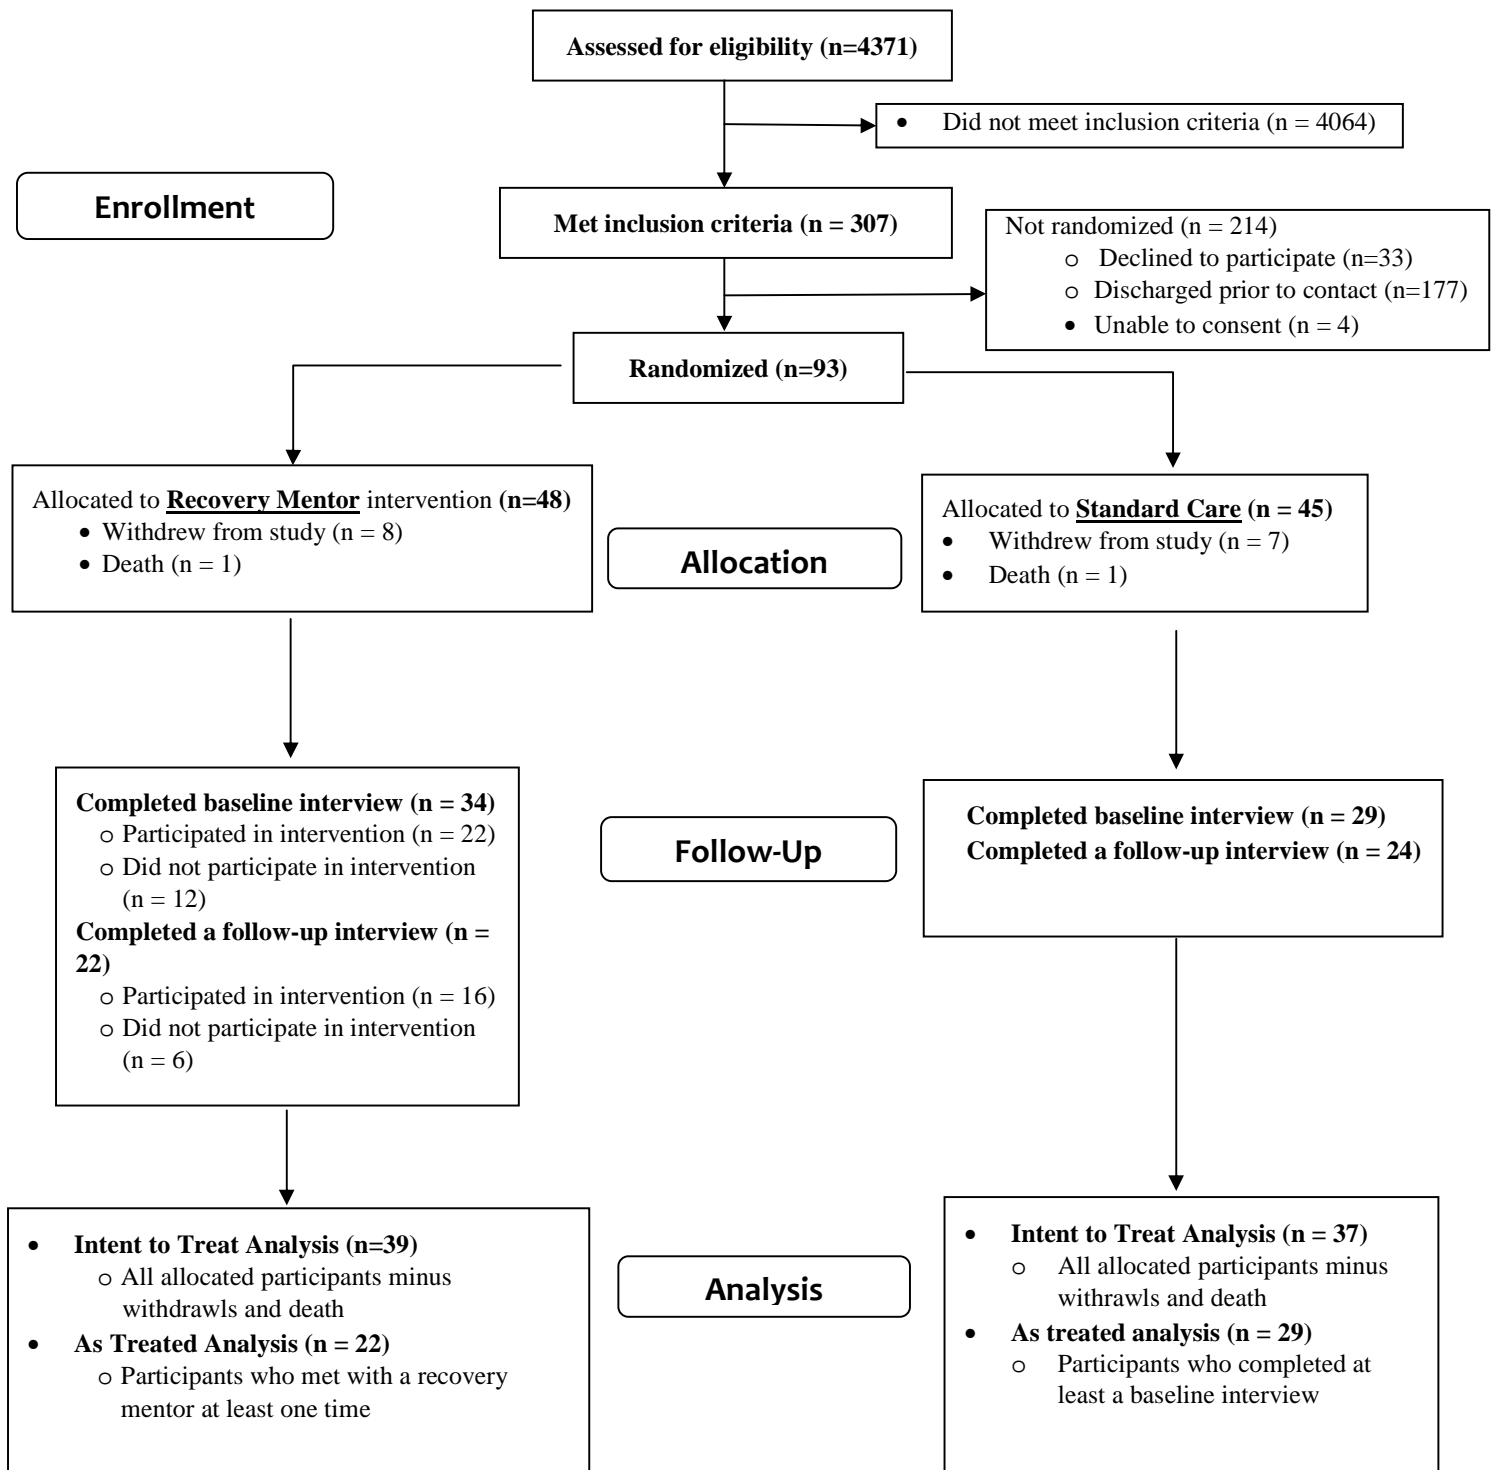 Assessed for eligibility (n=4371)
• Did not meet inclusion criteria (n = 4064)
Enrollment
Met inclusion criteria (n = 307)
Not randomized (n = 214)
o Declined to participate (n=33)
o Discharged prior to contact (n=177)
• Unable to consent (n = 4)
Randomized (n=93)
Allocated to Recovery Mentor intervention (n=48)
• Withdrew from study (n = 8)
• Death (n = 1)
Allocation
Allocated to Standard Care (n = 45)
• Withdrew from study (n = 7)
• Death (n = 1)
Completed baseline interview (n = 34)
o Participated in intervention (n = 22)
o Did not participate in intervention
(n = 12)
Completed a follow-up interview (n =
22)
o Participated in intervention (n = 16)
o Did not participate in intervention
(n = 6)
Follow-Up
Completed baseline interview (n = 29)
Completed a follow-up interview (n = 24)
• Intent to Treat Analysis (n=39)
o All allocated participants minus
withdrawls and death
• As Treated Analysis (n = 22)
o Participants who met with a recovery
mentor at least one time
Analysis
• Intent to Treat Analysis (n = 37)
o All allocated participants minus
withrawls and death
• As treated analysis (n = 29)
o Participants who completed at
least a baseline interview